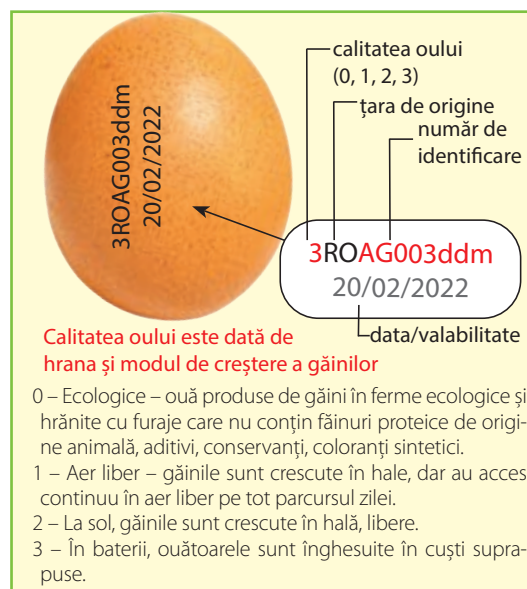 3ROAG003ddm
20/02/2022
calitatea oului
(0, 1, 2, 3)
țara de origine
număr de
identificare
3ROAG003ddm
20/02/2022
data/valabilitate
Calitatea oului este dată de
hrana și modul de creștere a găinilor
0 – Ecologice – ouă produse de găini în ferme ecologice și
hrănite cu furaje care nu conțin făinuri proteice de origi-
ne animală, aditivi, conservanți, coloranți sintetici.
1 – Aer liber – găinile sunt crescute în hale, dar au acces
continuu în aer liber pe tot parcursul zilei.
2 – La sol, găinile sunt crescute în hală, libere.
3 – În baterii, ouătoarele sunt înghesuite în cuști supra-
puse.